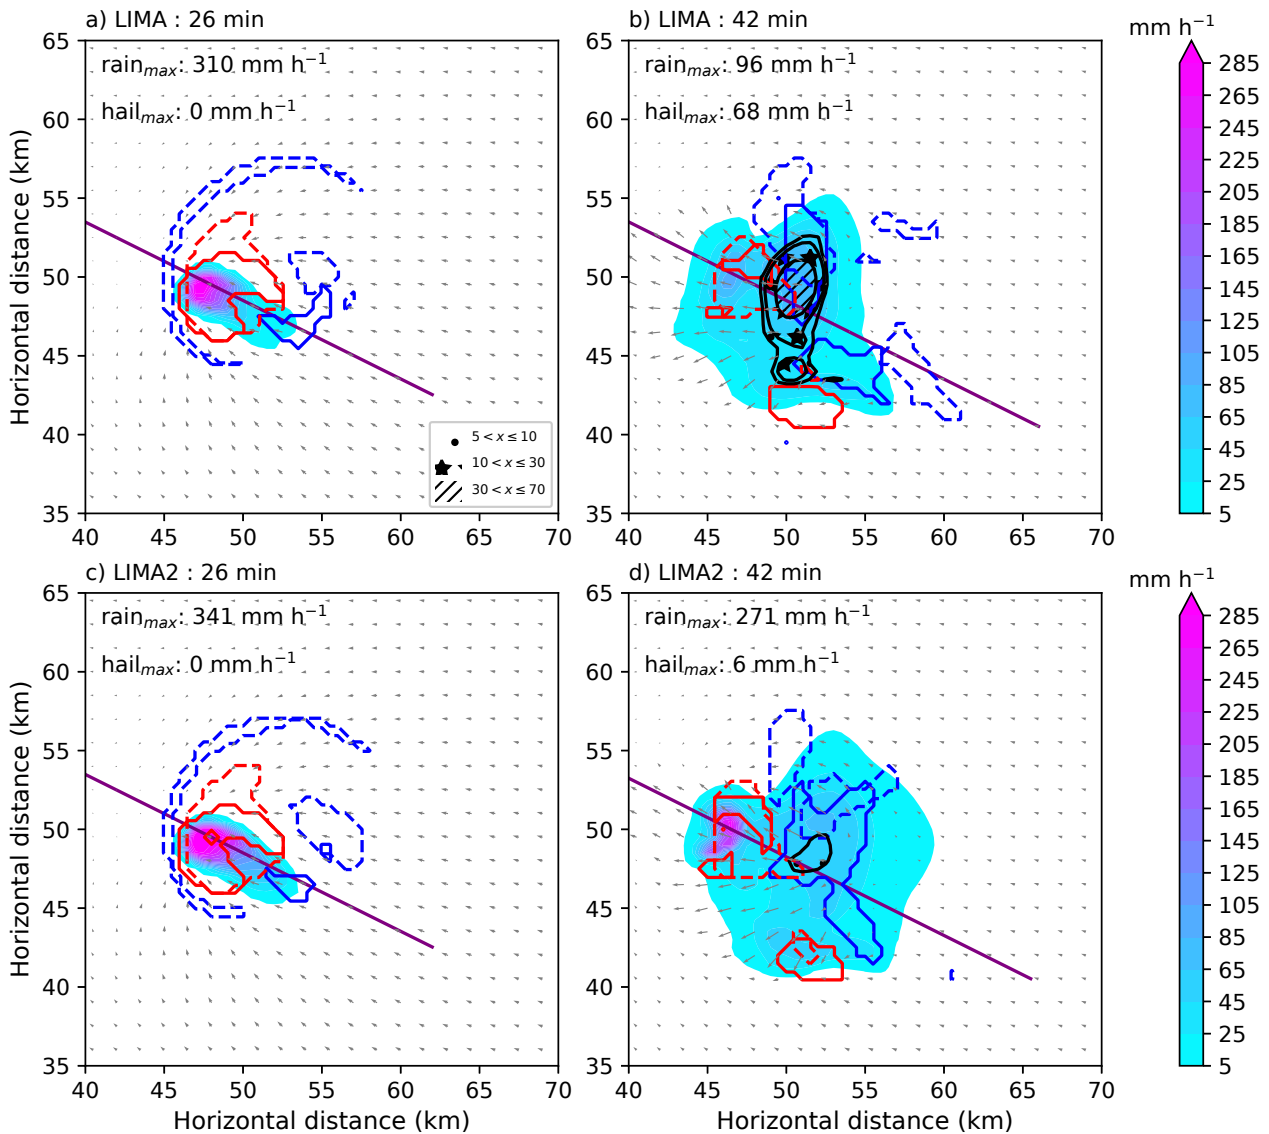 a) LIMA : 26 min
b) LIMA : 42 min
mm h⁻¹
rain_max: 310 mm h⁻¹
hail_max: 0 mm h⁻¹
rain_max: 96 mm h⁻¹
hail_max: 68 mm h⁻¹
Horizontal distance (km)
65
60
55
50
45
40
35
5 < x ≤ 10
10 < x ≤ 30
30 < x ≤ 70
40 45 50 55 60 65 70
65
60
55
50
45
40
35
40 45 50 55 60 65 70
285
265
245
225
205
185
165
145
125
105
85
65
45
25
5
c) LIMA2 : 26 min
d) LIMA2 : 42 min
mm h⁻¹
rain_max: 341 mm h⁻¹
hail_max: 0 mm h⁻¹
rain_max: 271 mm h⁻¹
hail_max: 6 mm h⁻¹
Horizontal distance (km)
65
60
55
50
45
40
35
40 45 50 55 60 65 70
Horizontal distance (km)
65
60
55
50
45
40
35
40 45 50 55 60 65 70
Horizontal distance (km)
285
265
245
225
205
185
165
145
125
105
85
65
45
25
5